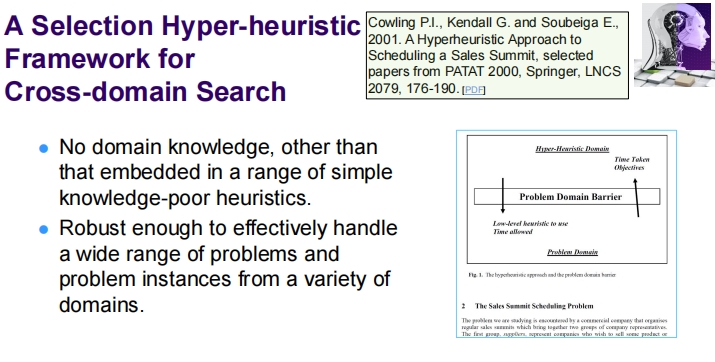 A Selection Hyper-heuristic
Framework for
Cross-domain Search
Cowling P.I., Kendall G. and Soubeiga E.,
2001. A Hyperheuristic Approach to
Scheduling a Sales Summit, selected
papers from PATAT 2000, Springer, LNCS
2079, 176-190. [PDF]
No domain knowledge, other than
that embedded in a range of simple
knowledge-poor heuristics.
Robust enough to effectively handle
a wide range of problems and
problem instances from a variety of
domains.
Hyper-Heuristic Domain
Time Taken
Objectives
Problem Domain Barrier
Low-level heuristic to use
Time allowed
Problem Domain
Fig. 1. The hyperheuristic approach and the problem domain barrier
2 The Sales Summit Scheduling Problem
The problem we are studying is encountered by a commercial company that organises
regular sales summits which bring together two groups of company representatives.
The first group, suppliers, represent companies who wish to sell some product or